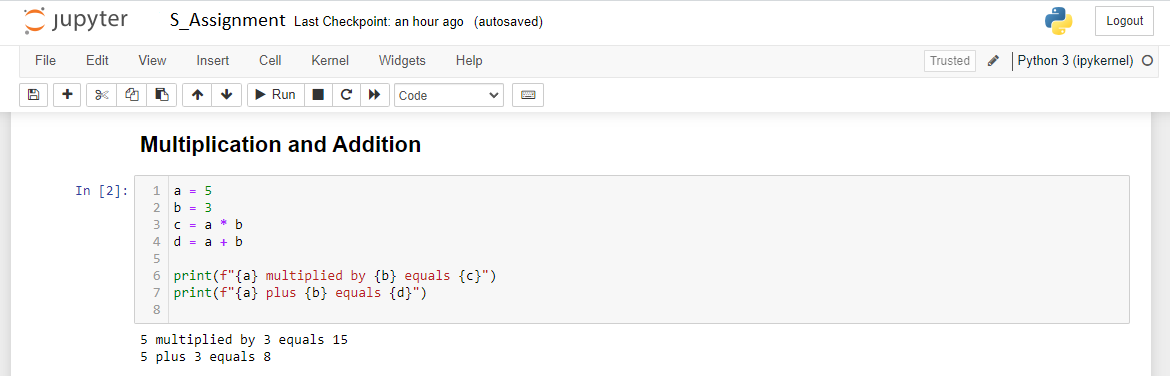 jupyter S_Assignment Last Checkpoint: an hour ago (autosaved) Logout
File Edit View Insert Cell Kernel Widgets Help Trusted Python 3 (ipykernel)
Run Code
Multiplication and Addition
In [2]: 1 a = 5
2 b = 3
3 c = a * b
4 d = a + b
5
6 print(f"{a} multiplied by {b} equals {c}")
7 print(f"{a} plus {b} equals {d}")
8
5 multiplied by 3 equals 15
5 plus 3 equals 8